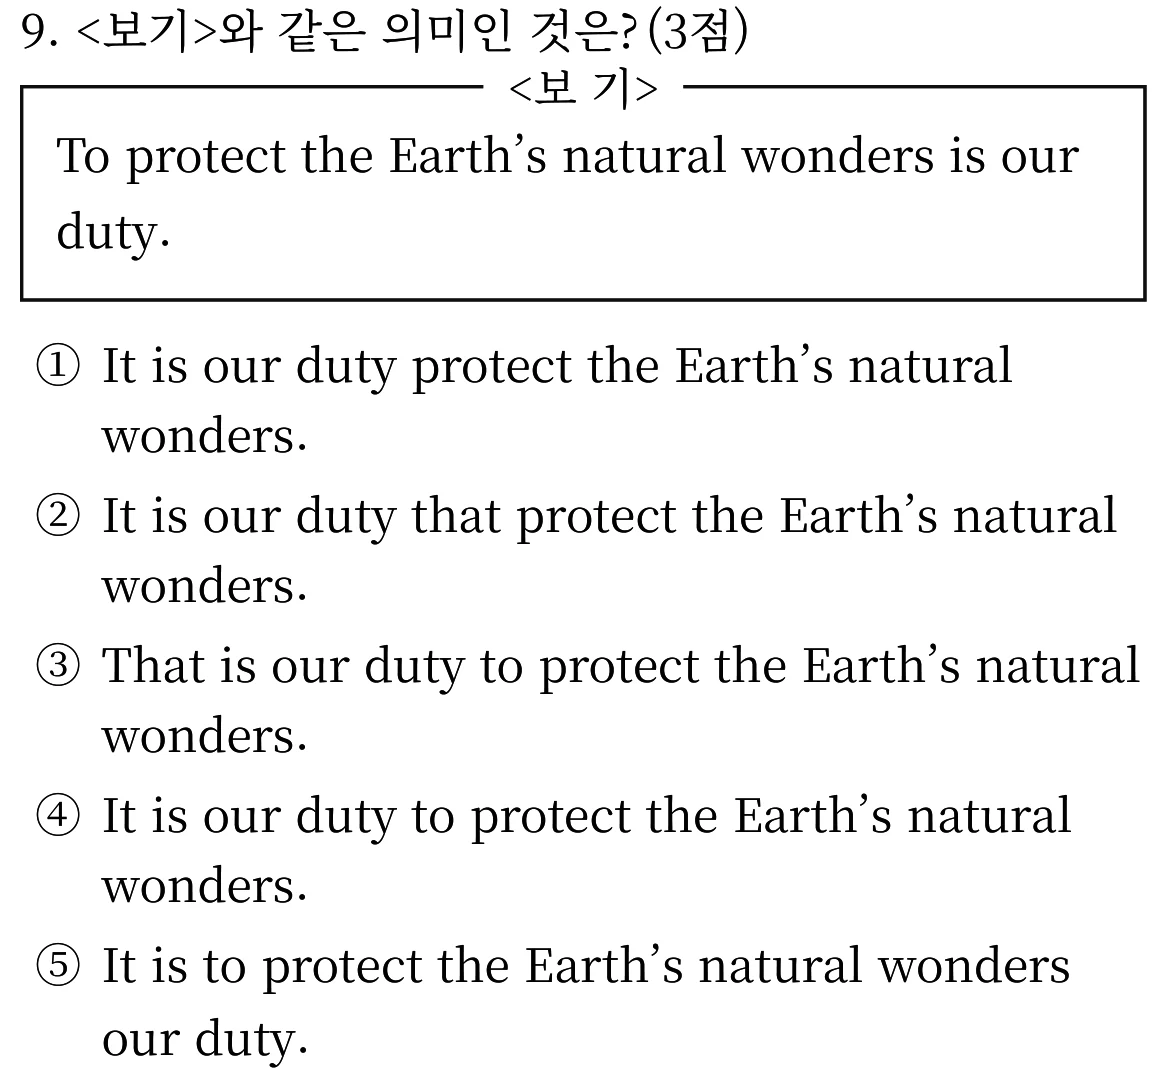 9. <보기>와 같은 의미인 것은?(3점)
<보 기>
To protect the Earth’s natural wonders is our
duty.
① It is our duty protect the Earth’s natural
wonders.
② It is our duty that protect the Earth’s natural
wonders.
③ That is our duty to protect the Earth’s natural
wonders.
④ It is our duty to protect the Earth’s natural
wonders.
⑤ It is to protect the Earth’s natural wonders
our duty.